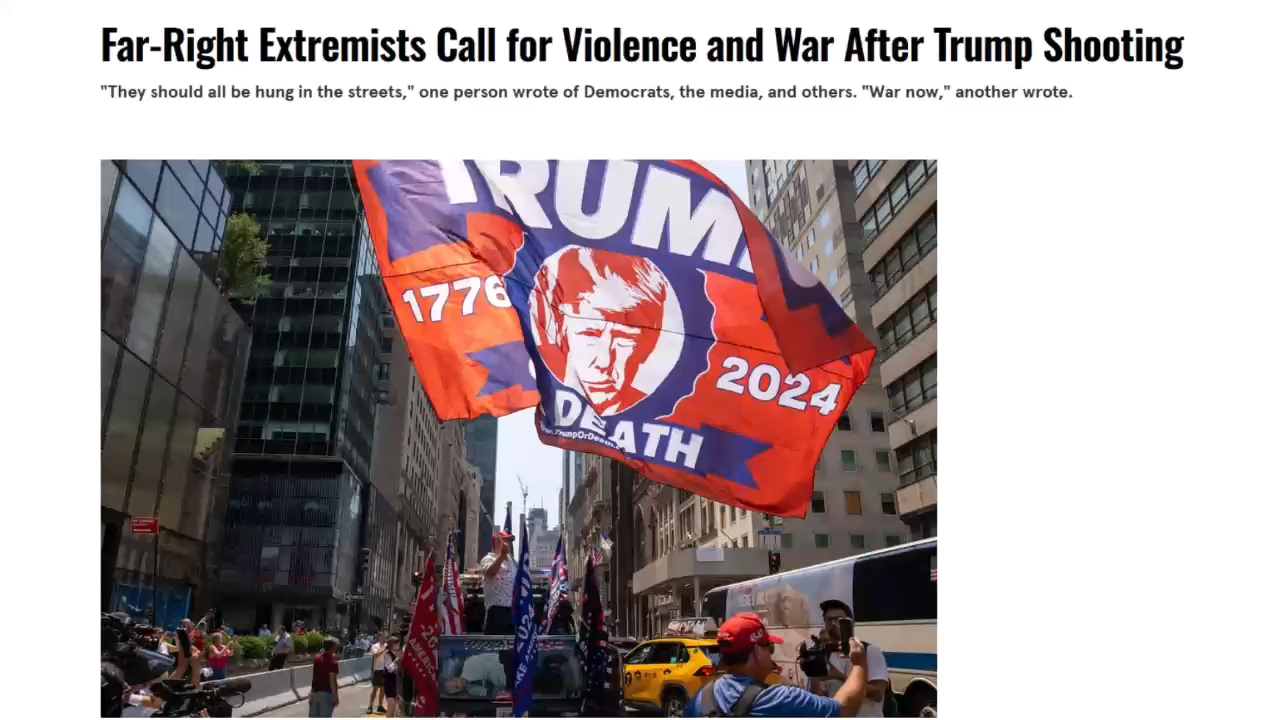 Far-Right Extremists Call for Violence and War After Trump Shooting
"They should all be hung in the streets," one person wrote of Democrats, the media, and others. "War now," another wrote.
TRUMP
1776
2024
DEATH